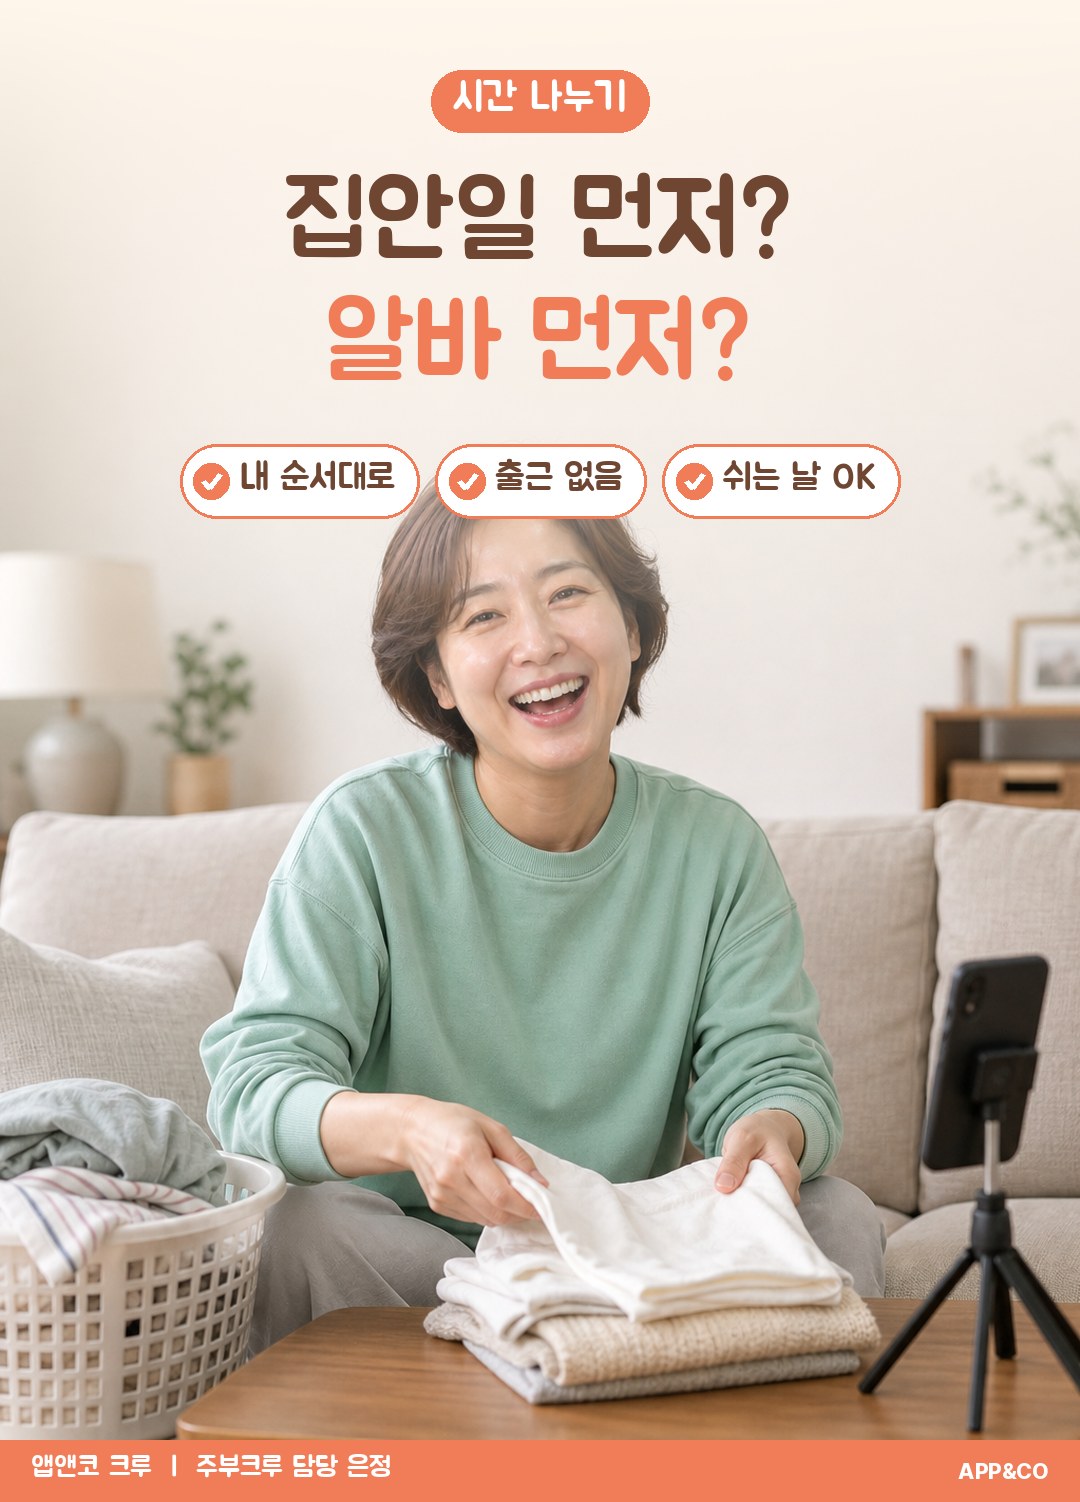 시간 나누기
집안일 먼저?
알바 먼저?
내 순서대로
출근 없음
쉬는 날 OK
앱앤코 크루 | 주부크루 담당 은정
APP&CO